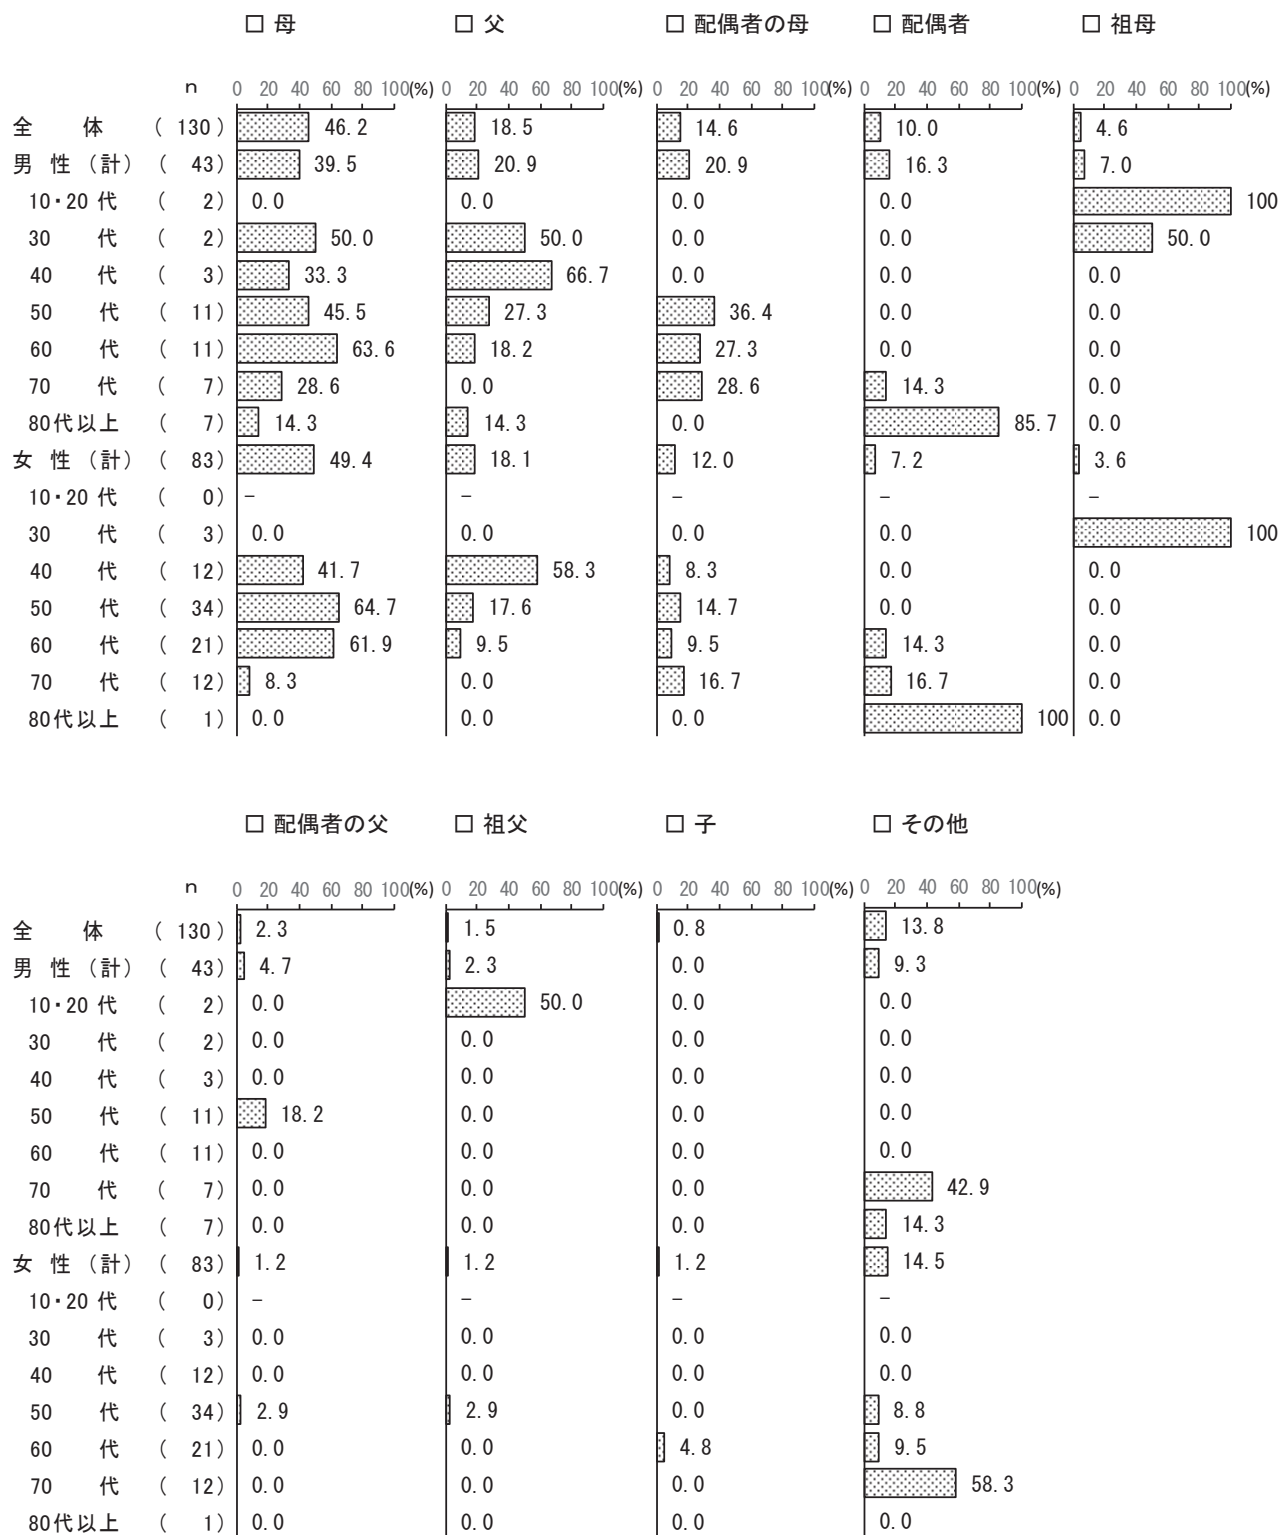 □ 母 □ 父 □ 配偶者の母 □ 配偶者 □ 祖母
n 0 20 40 60 80 100(%) 0 20 40 60 80 100(%) 0 20 40 60 80 100(%) 0 20 40 60 80 100(%) 0 20 40 60 80 100(%)
全 体 ( 130 ) 46.2 18.5 14.6 10.0 4.6
男 性 (計) ( 43) 39.5 20.9 20.9 16.3 7.0
10・20 代 ( 2) 0.0 0.0 0.0 0.0 100
30 代 ( 2) 50.0 50.0 0.0 0.0 50.0
40 代 ( 3) 33.3 66.7 0.0 0.0 0.0
50 代 ( 11) 45.5 27.3 36.4 0.0 0.0
60 代 ( 11) 63.6 18.2 27.3 0.0 0.0
70 代 ( 7) 28.6 0.0 28.6 14.3 0.0
80代以上 ( 7) 14.3 14.3 0.0 85.7 0.0
女 性 (計) ( 83) 49.4 18.1 12.0 7.2 3.6
10・20 代 ( 0) － － － － －
30 代 ( 3) 0.0 0.0 0.0 0.0 100
40 代 ( 12) 41.7 58.3 8.3 0.0 0.0
50 代 ( 34) 64.7 17.6 14.7 0.0 0.0
60 代 ( 21) 61.9 9.5 9.5 14.3 0.0
70 代 ( 12) 8.3 0.0 16.7 16.7 0.0
80代以上 ( 1) 0.0 0.0 0.0 100 0.0
□ 配偶者の父 □ 祖父 □ 子 □ その他
n 0 20 40 60 80 100(%) 0 20 40 60 80 100(%) 0 20 40 60 80 100(%) 0 20 40 60 80 100(%)
全 体 ( 130 ) 2.3 1.5 0.8 13.8
男 性 (計) ( 43) 4.7 2.3 0.0 9.3
10・20 代 ( 2) 0.0 50.0 0.0 0.0
30 代 ( 2) 0.0 0.0 0.0 0.0
40 代 ( 3) 0.0 0.0 0.0 0.0
50 代 ( 11) 18.2 0.0 0.0 0.0
60 代 ( 11) 0.0 0.0 0.0 0.0
70 代 ( 7) 0.0 0.0 0.0 42.9
80代以上 ( 7) 0.0 0.0 0.0 14.3
女 性 (計) ( 83) 1.2 1.2 1.2 14.5
10・20 代 ( 0) － － － －
30 代 ( 3) 0.0 0.0 0.0 0.0
40 代 ( 12) 0.0 0.0 0.0 0.0
50 代 ( 34) 2.9 2.9 0.0 8.8
60 代 ( 21) 0.0 0.0 4.8 9.5
70 代 ( 12) 0.0 0.0 0.0 58.3
80代以上 ( 1) 0.0 0.0 0.0 0.0